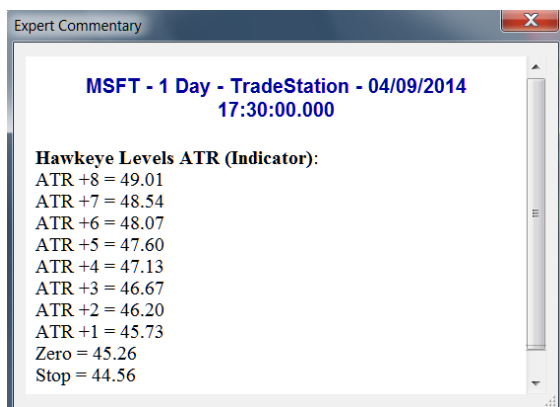 Expert Commentary
MSFT - 1 Day - TradeStation - 04/09/2014
17:30:00.000
Hawkeye Levels ATR (Indicator):
ATR +8 = 49.01
ATR +7 = 48.54
ATR +6 = 48.07
ATR +5 = 47.60
ATR +4 = 47.13
ATR +3 = 46.67
ATR +2 = 46.20
ATR +1 = 45.73
Zero = 45.26
Stop = 44.56